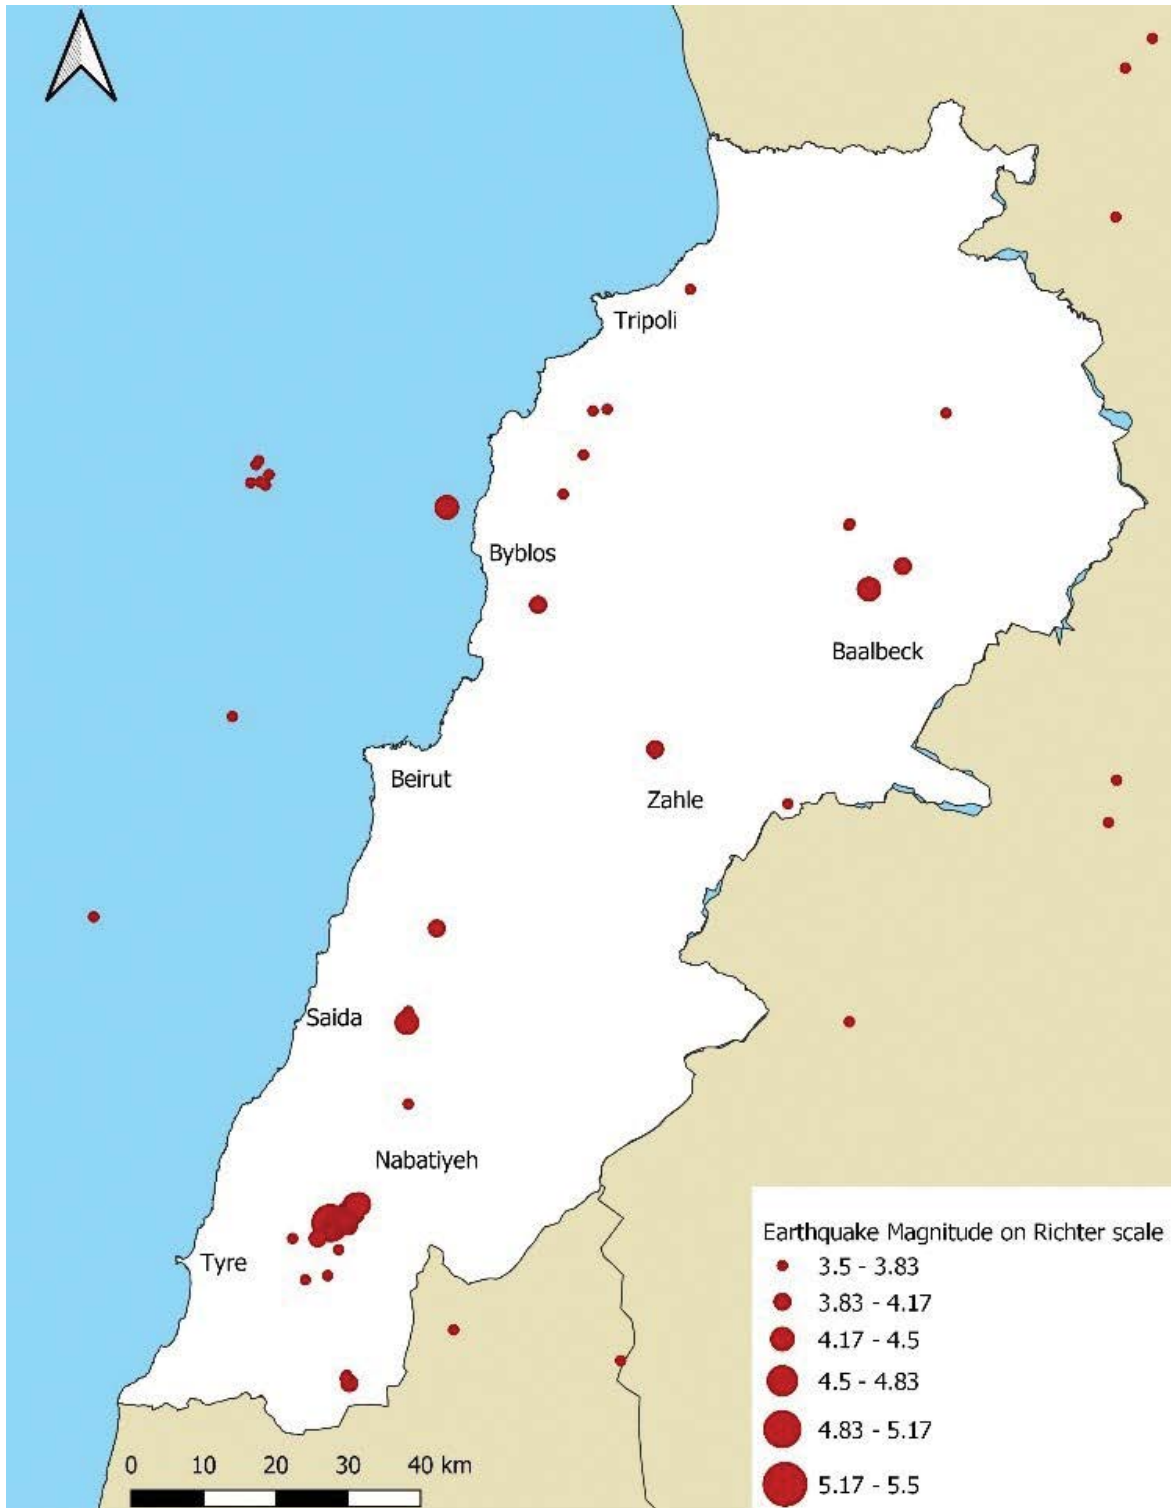 Tripoli
Byblos
Baalbeck
Beirut
Zahle
Saida
Nabatiyeh
Tyre
Earthquake Magnitude on Richter scale
3.5 - 3.83
3.83 - 4.17
4.17 - 4.5
4.5 - 4.83
4.83 - 5.17
5.17 - 5.5
0 10 20 30 40 km